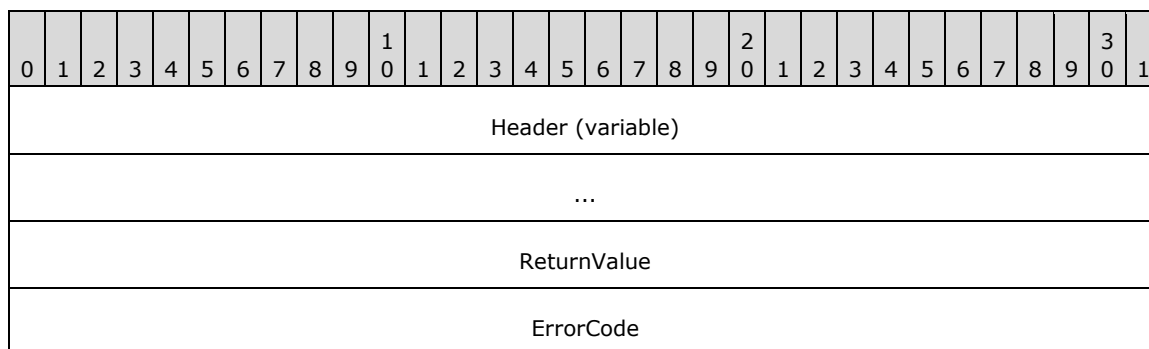 1 2 3
0 1 2 3 4 5 6 7 8 9 0 1 2 3 4 5 6 7 8 9 0 1 2 3 4 5 6 7 8 9 0 1
Header (variable)
...
ReturnValue
ErrorCode